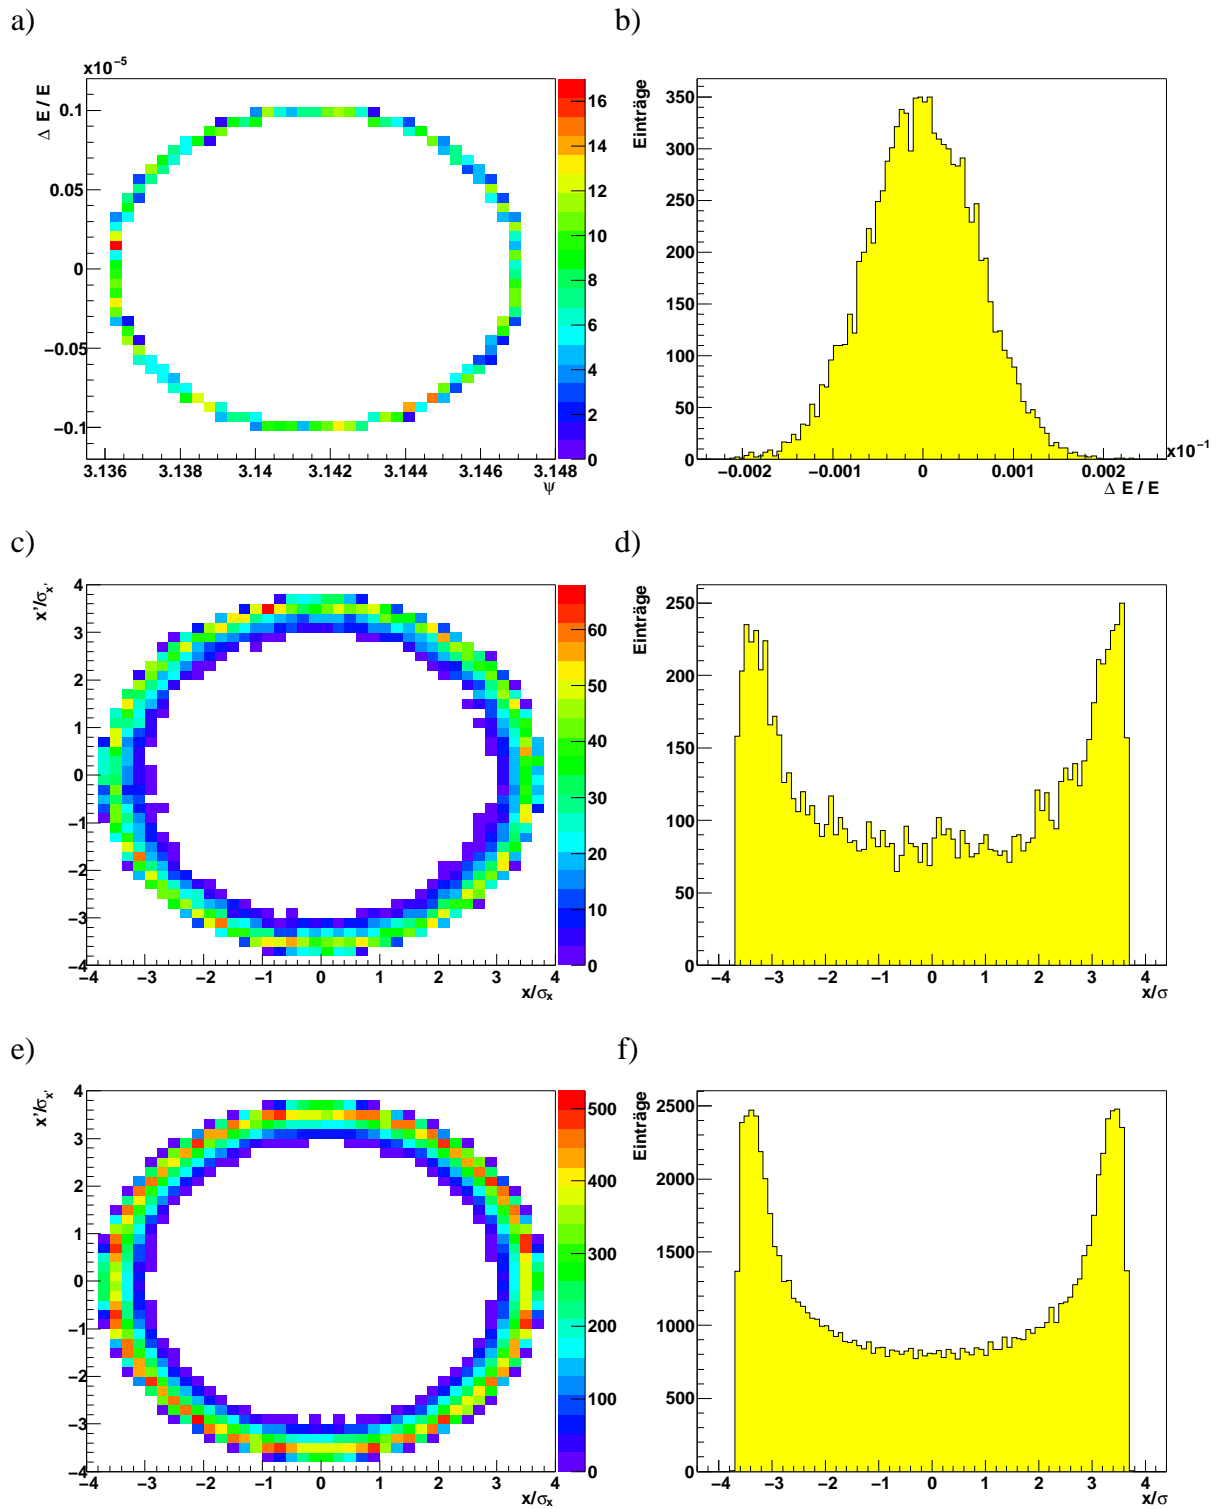 a)
x10⁻⁵
Δ E / E
0.1
0.05
0
−0.05
−0.1
3.136 3.138 3.14 3.142 3.144 3.146 3.148
ψ
16
14
12
10
8
6
4
2
0
b)
Einträge
350
300
250
200
150
100
50
0
−0.002 −0.001 0 0.001 0.002
x10⁻¹
Δ E / E
c)
x'/σx'
4
3
2
1
0
−1
−2
−3
−4
−4 −3 −2 −1 0 1 2 3 4
x/σx
60
50
40
30
20
10
0
d)
Einträge
250
200
150
100
50
0
−4 −3 −2 −1 0 1 2 3 4
x/σ
e)
x'/σx'
4
3
2
1
0
−1
−2
−3
−4
−4 −3 −2 −1 0 1 2 3 4
x/σx
500
400
300
200
100
0
f)
Einträge
2500
2000
1500
1000
500
0
−4 −3 −2 −1 0 1 2 3 4
x/σ